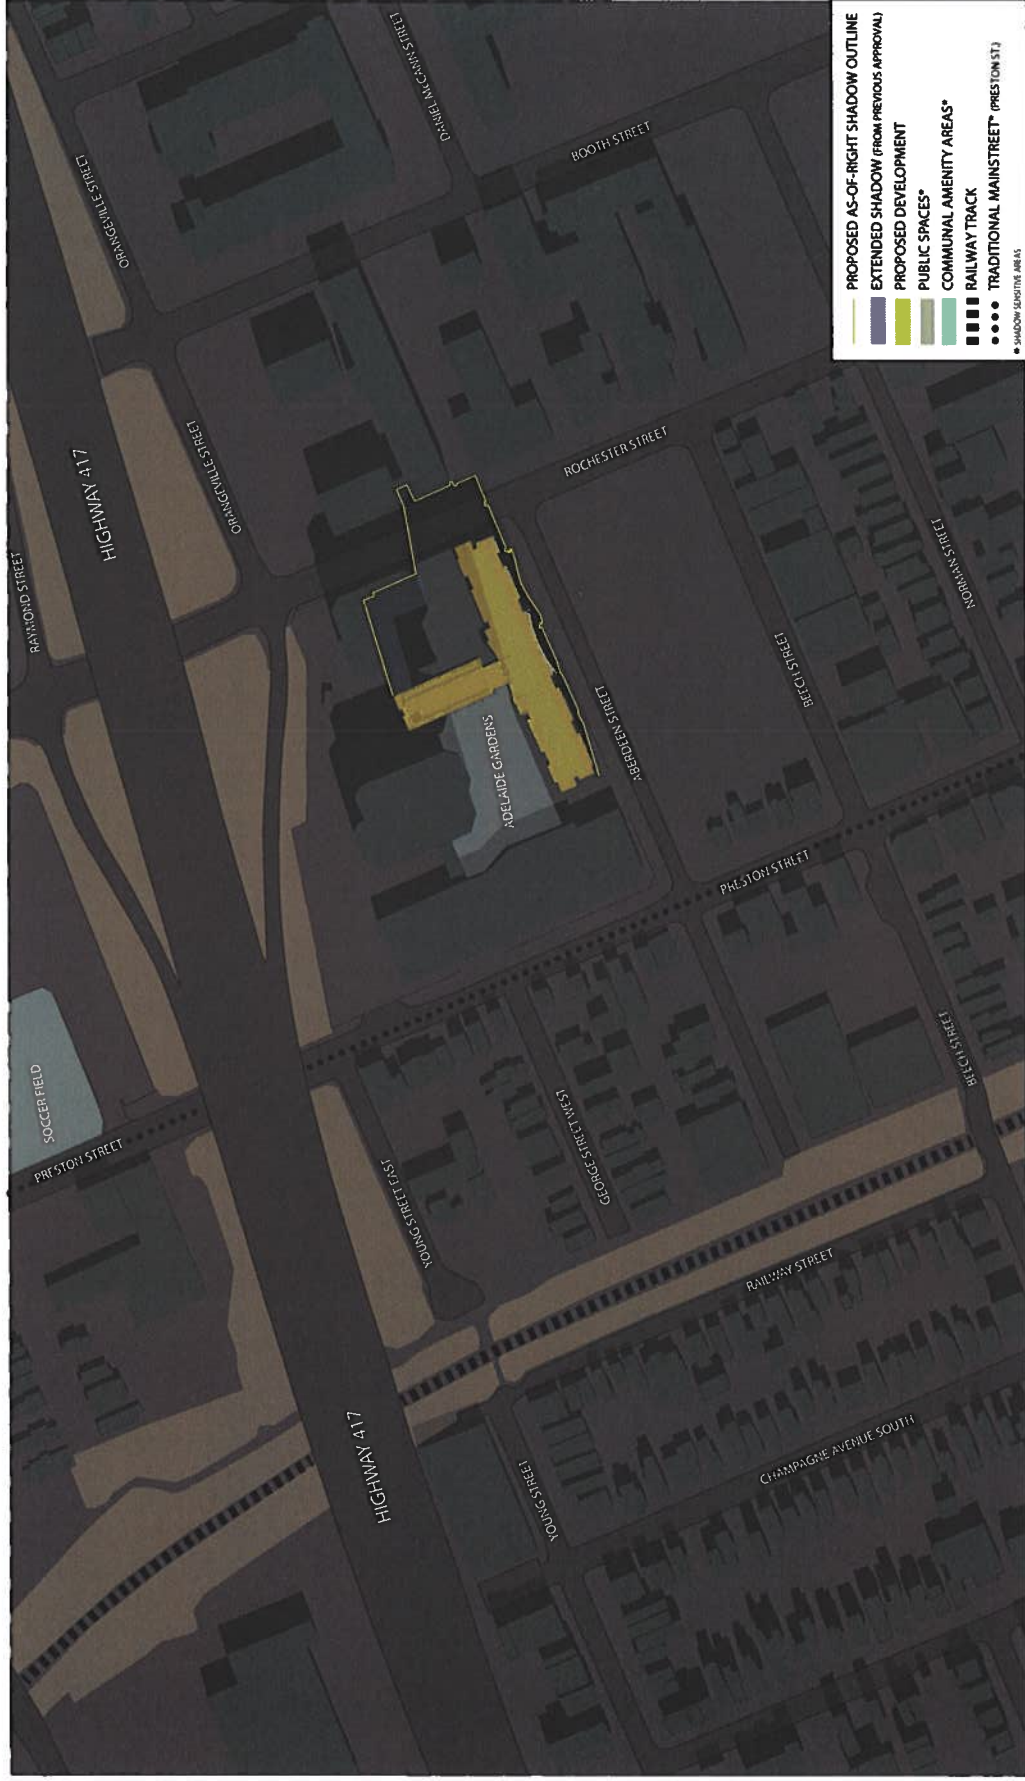 RAYMOND STREET
HIGHWAY 417
ORANGEVILLE STREET
ORANGEVILLE STREET
DANIEL McCANN STREET
BOOTH STREET
ROCHESTER STREET
SOCCER FIELD
PRESTON STREET
ADELAIDE GARDENS
ABERDEEN STREET
BEECH STREET
NORMAN STREET
PRESTON STREET
YOUNG STREET EAST
GEORGE STREET WEST
BEECH STREET
RAILWAY STREET
HIGHWAY 417
YOUNG STREET
CHAMPAGNE AVENUE SOUTH
PROPOSED AS-OF-RIGHT SHADOW OUTLINE
EXTENDED SHADOW (FROM PREVIOUS APPROVAL)
PROPOSED DEVELOPMENT
PUBLIC SPACES*
COMMUNAL AMENITY AREAS*
RAILWAY TRACK
TRADITIONAL MAINSTREET* (PRESTON ST.)
* SHADOW SENSITIVE AREAS